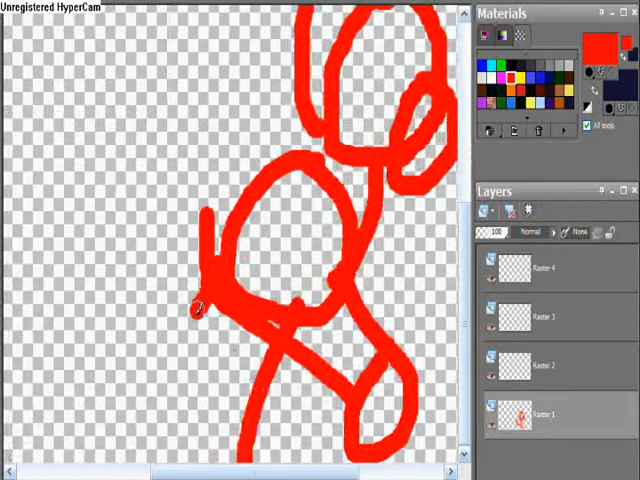 Unregistered HyperCam
Materials
All tools
Layers
100 Normal None
Raster 4
Raster 3
Raster 2
Raster 1